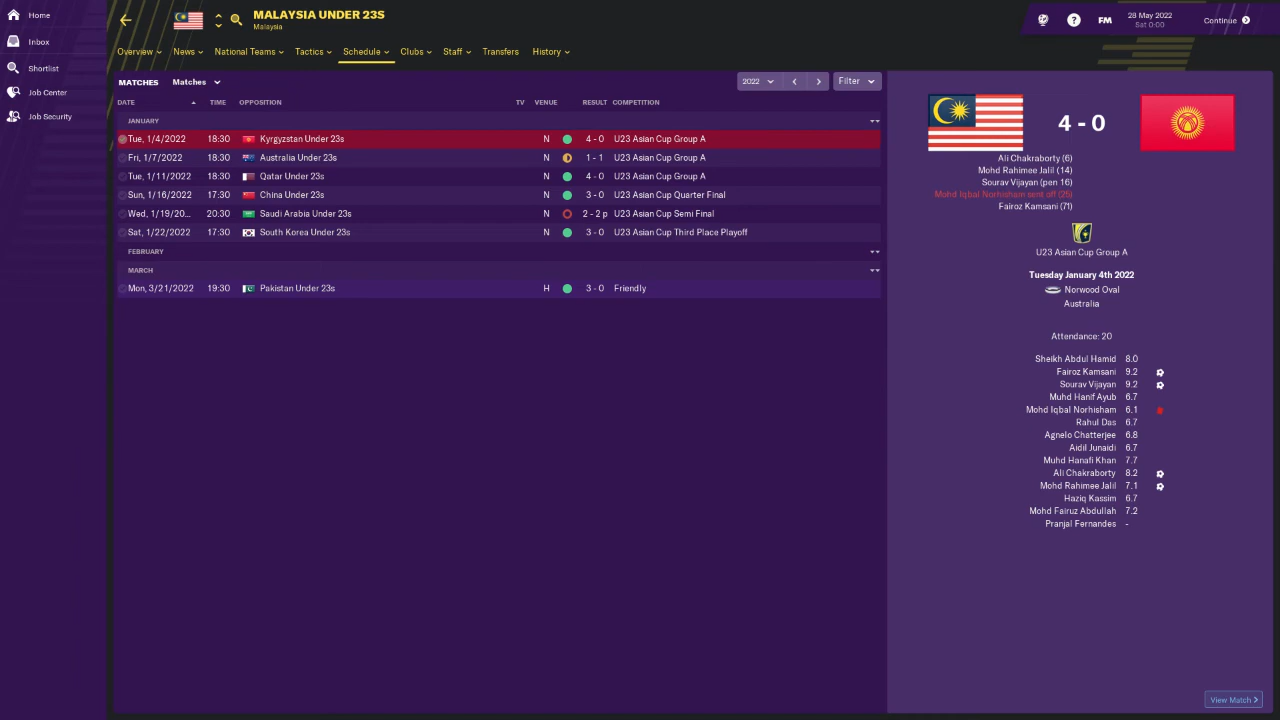 Home
Inbox
Shortlist
Job Center
Job Security
MALAYSIA UNDER 23S
Malaysia
FM
28 May 2022
Sat 0:00
Continue
Overview News National Teams Tactics Schedule Clubs Staff Transfers History
MATCHES Matches 2022 Filter
DATE TIME OPPOSITION TV VENUE RESULT COMPETITION
JANUARY
Tue, 1/4/2022 18:30 Kyrgyzstan Under 23s N 4 - 0 U23 Asian Cup Group A
Fri, 1/7/2022 18:30 Australia Under 23s N 1 - 1 U23 Asian Cup Group A
Tue, 1/11/2022 18:30 Qatar Under 23s N 4 - 0 U23 Asian Cup Group A
Sun, 1/16/2022 17:30 China Under 23s N 3 - 0 U23 Asian Cup Quarter Final
Wed, 1/19/20... 20:30 Saudi Arabia Under 23s N 2 - 2 p U23 Asian Cup Semi Final
Sat, 1/22/2022 17:30 South Korea Under 23s N 3 - 0 U23 Asian Cup Third Place Playoff
FEBRUARY
MARCH
Mon, 3/21/2022 19:30 Pakistan Under 23s H 3 - 0 Friendly
4 - 0
Ali Chakraborty (6)
Mohd Rahimee Jalil (14)
Sourav Vijayan (pen 16)
Mohd Iqbal Norhisham sent off (25)
Fairoz Kamsani (71)
U23 Asian Cup Group A
Tuesday January 4th 2022
Norwood Oval
Australia
Attendance: 20
Sheikh Abdul Hamid 8.0
Fairoz Kamsani 9.2
Sourav Vijayan 9.2
Muhd Hanif Ayub 6.7
Mohd Iqbal Norhisham 6.1
Rahul Das 6.7
Agnelo Chatterjee 6.8
Aidil Junaidi 6.7
Muhd Hanafi Khan 7.7
Ali Chakraborty 8.2
Mohd Rahimee Jalil 7.1
Haziq Kassim 6.7
Mohd Fairuz Abdullah 7.2
Pranjal Fernandes -
View Match